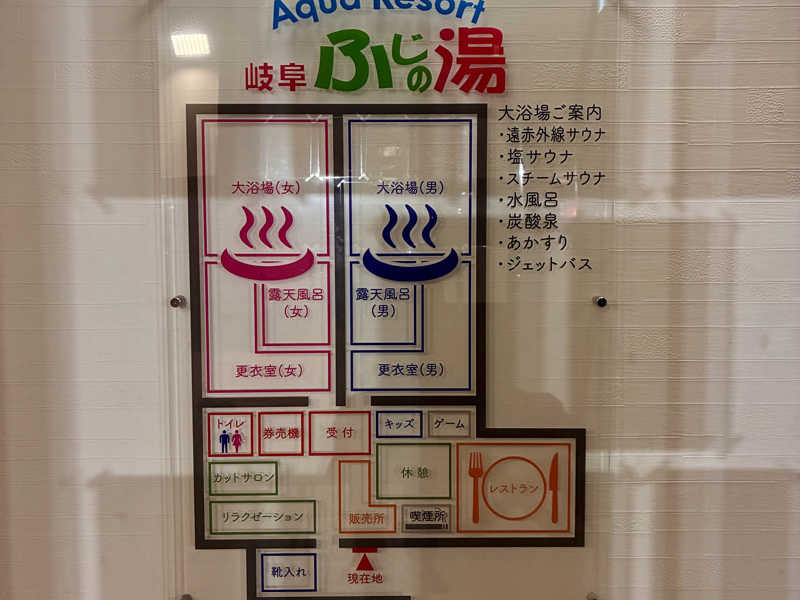 Aqua Resort
岐阜 ふじの湯
大浴場ご案内
・遠赤外線サウナ
・塩サウナ
・スチームサウナ
・水風呂
・炭酸泉
・あかすり
・ジェットバス
大浴場(女)
大浴場(男)
露天風呂
(女)
露天風呂
(男)
更衣室(女)
更衣室(男)
トイレ
券売機
受付
キッズ
ゲーム
カットサロン
休憩
レストラン
リラクゼーション
販売所
喫煙所
靴入れ
現在地